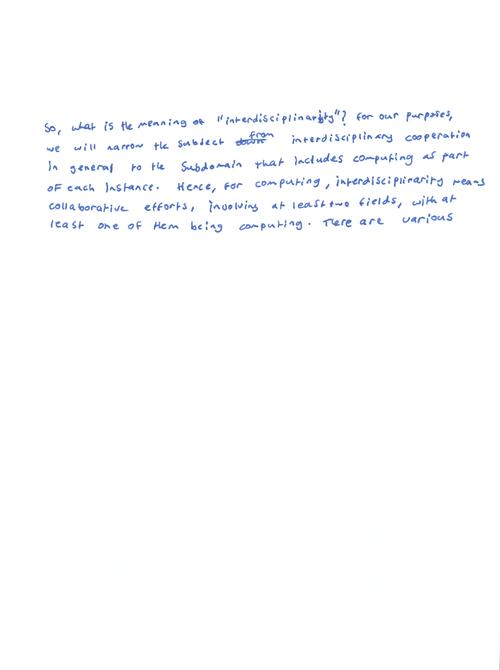 So, what is the meaning of "interdisciplinarity"? for our purposes,
we will narrow the subject from interdisciplinary cooperation
in general to the subdomain that includes computing as part
of each instance. Hence, for computing, interdisciplinarity means
collaborative efforts, involving at least two fields, with at
least one of them being computing. There are various